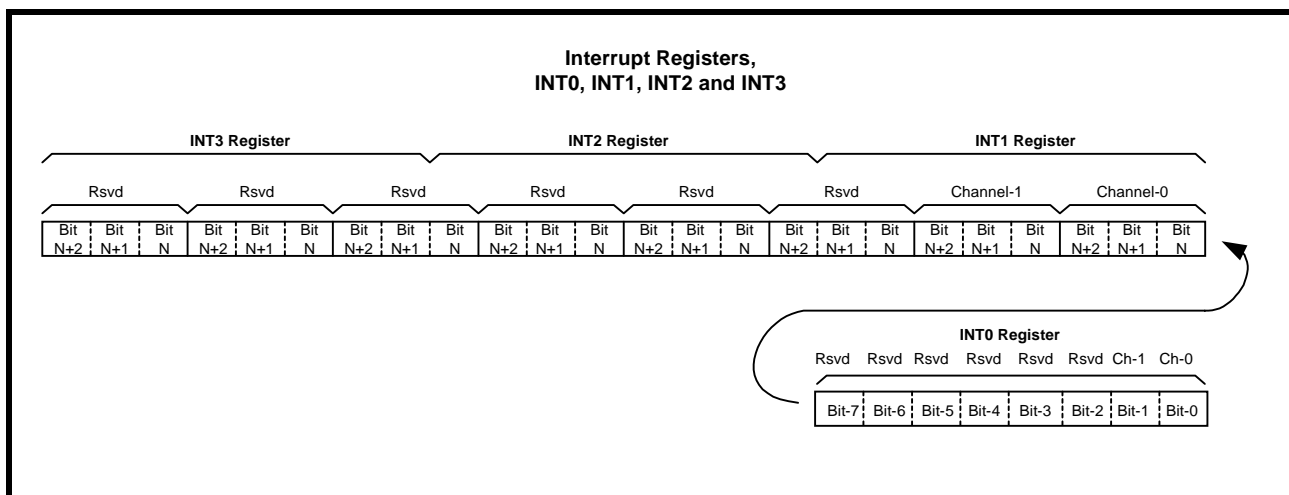 Interrupt Registers,
INT0, INT1, INT2 and INT3
INT3 Register INT2 Register INT1 Register
Rsvd Rsvd Rsvd Rsvd Rsvd Rsvd Channel-1 Channel-0
Bit Bit Bit Bit Bit Bit Bit Bit Bit Bit Bit Bit Bit Bit Bit Bit Bit Bit Bit Bit Bit Bit Bit Bit
N+2 N+1 N N+2 N+1 N N+2 N+1 N N+2 N+1 N N+2 N+1 N N+2 N+1 N N+2 N+1 N N+2 N+1 N
INT0 Register
Rsvd Rsvd Rsvd Rsvd Rsvd Rsvd Ch-1 Ch-0
Bit-7 Bit-6 Bit-5 Bit-4 Bit-3 Bit-2 Bit-1 Bit-0